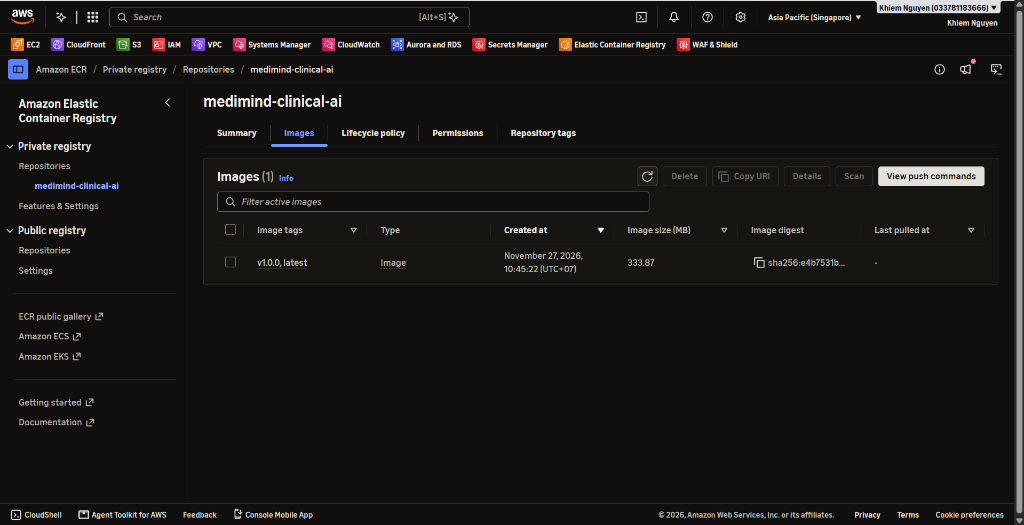 aws
Search [Alt+S]
Asia Pacific (Singapore)
Khiem Nguyen (033781183666)
Khiem Nguyen
EC2 CloudFront S3 IAM VPC Systems Manager CloudWatch Aurora and RDS Secrets Manager Elastic Container Registry WAF & Shield
Amazon ECR / Private registry / Repositories / medimind-clinical-ai
Amazon Elastic
Container Registry
Private registry
Repositories
medimind-clinical-ai
Features & Settings
Public registry
Repositories
Settings
ECR public gallery
Amazon ECS
Amazon EKS
Getting started
Documentation
medimind-clinical-ai
Summary Images Lifecycle policy Permissions Repository tags
Images (1) Info
Delete Copy URI Details Scan View push commands
Filter active images
Image tags Type Created at Image size (MB) Image digest Last pulled at
v1.0.0, latest Image November 27, 2026, 333.87 sha256:e4b7531b... -
10:45:22 (UTC+07)
CloudShell Agent Toolkit for AWS Feedback Console Mobile App © 2026, Amazon Web Services, Inc. or its affiliates. Privacy Terms Cookie preferences